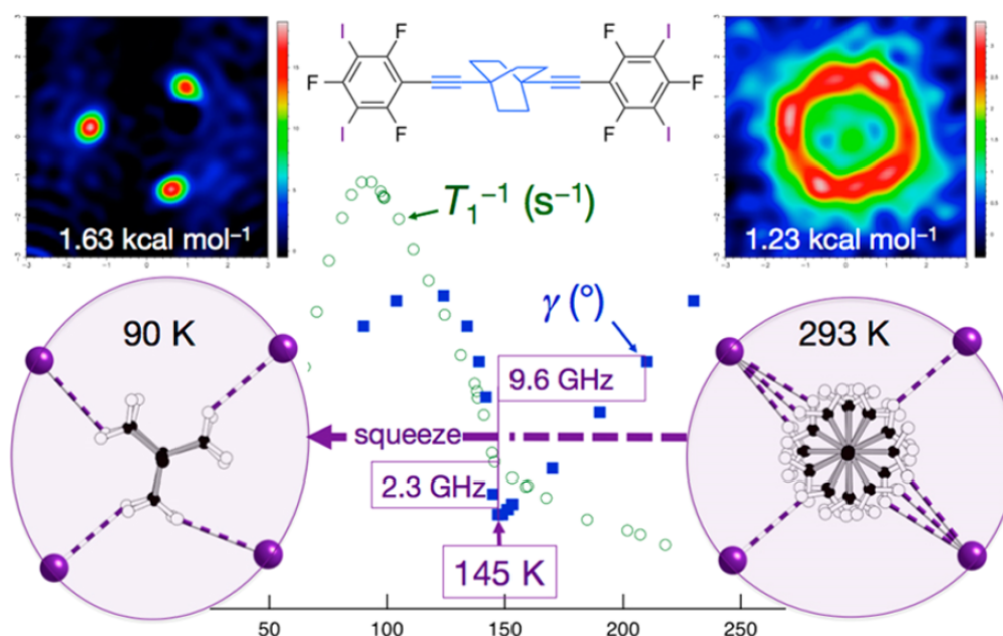 I F F I
F F
I F F I
1.63 kcal mol⁻¹
T₁⁻¹ (s⁻¹)
1.23 kcal mol⁻¹
90 K
γ (°)
293 K
9.6 GHz
squeeze
2.3 GHz
145 K
50 100 150 200 250